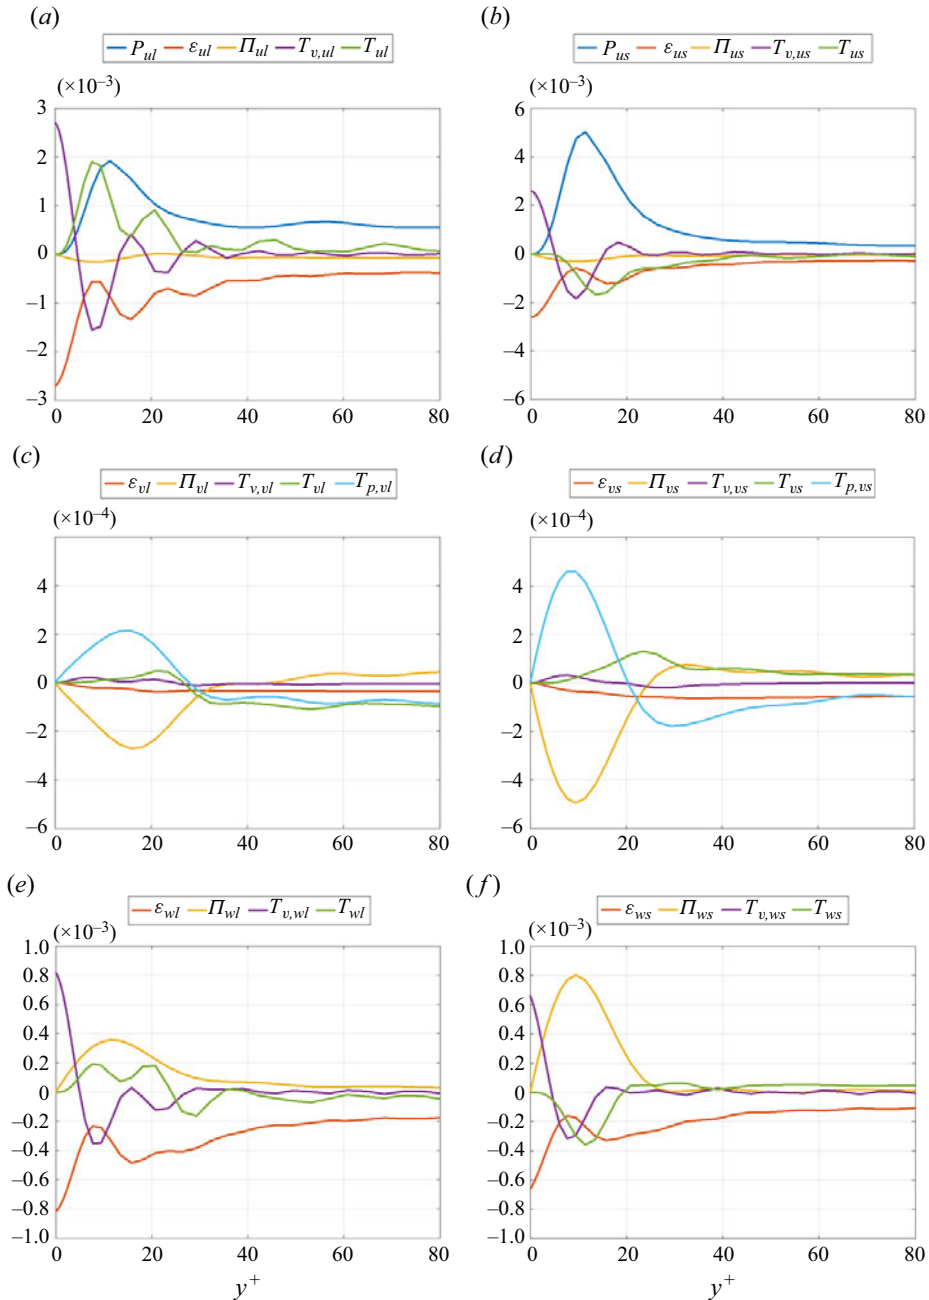 (a)
P_ul ε_ul Π_ul T_v,ul T_ul
(×10⁻³)
3
2
1
0
–1
–2
–3
0 20 40 60 80
(b)
P_us ε_us Π_us T_v,us T_us
(×10⁻³)
6
4
2
0
–2
–4
–6
0 20 40 60 80
(c)
ε_vl Π_vl T_v,vl T_vl T_p,vl
(×10⁻⁴)
4
2
0
–2
–4
–6
0 20 40 60 80
(d)
ε_vs Π_vs T_v,vs T_vs T_p,vs
(×10⁻⁴)
4
2
0
–2
–4
–6
0 20 40 60 80
(e)
ε_wl Π_wl T_v,wl T_wl
(×10⁻³)
1.0
0.8
0.6
0.4
0.2
0
–0.2
–0.4
–0.6
–0.8
–1.0
0 20 40 60 80
y⁺
(f)
ε_ws Π_ws T_v,ws T_ws
(×10⁻³)
1.0
0.8
0.6
0.4
0.2
0
–0.2
–0.4
–0.6
–0.8
–1.0
0 20 40 60 80
y⁺